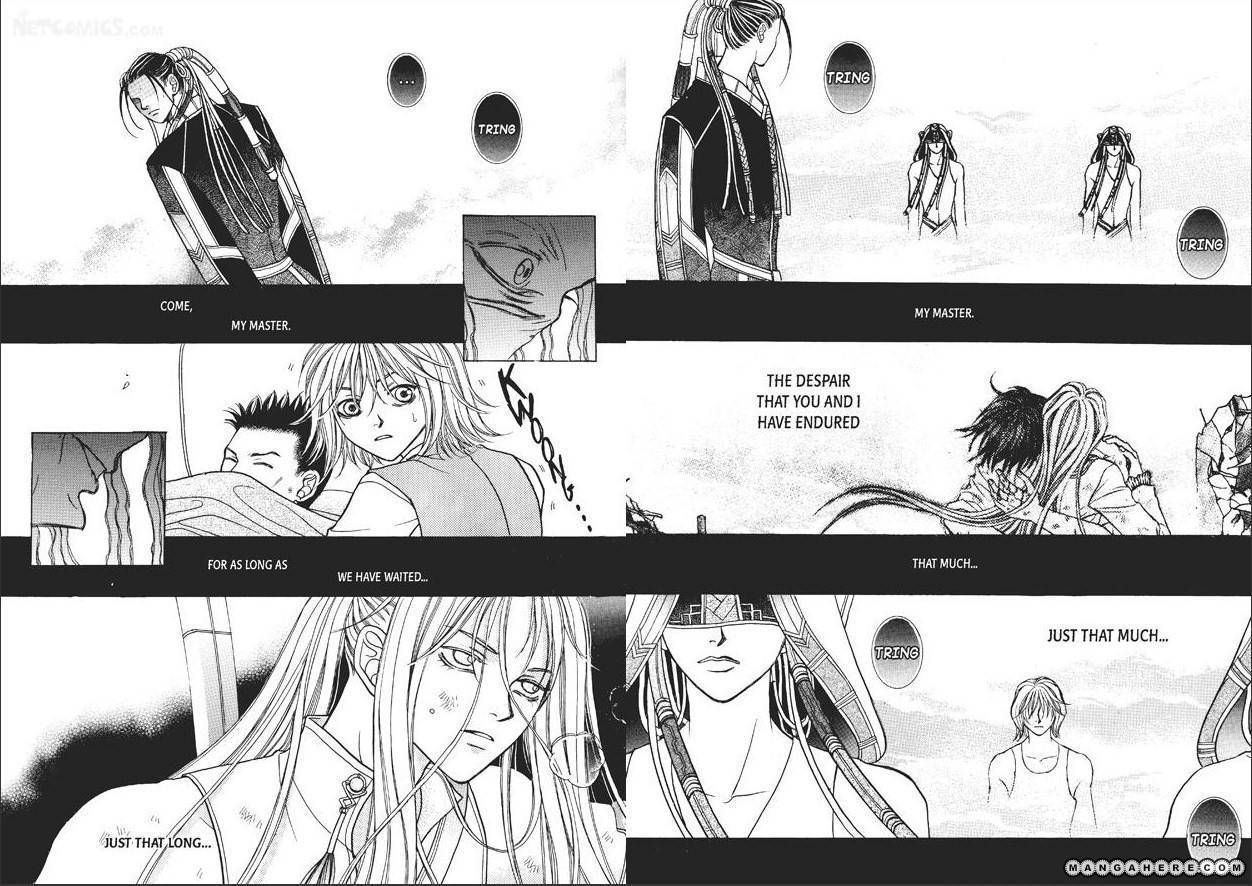 NETCOMICS.COM
...
TRING
COME,
MY MASTER.
KWOONG....
FOR AS LONG AS
WE HAVE WAITED...
JUST THAT LONG...
TRING
TRING
MY MASTER.
THE DESPAIR
THAT YOU AND I
HAVE ENDURED
THAT MUCH...
TRING
JUST THAT MUCH...
TRING
MANGAHERE.COM